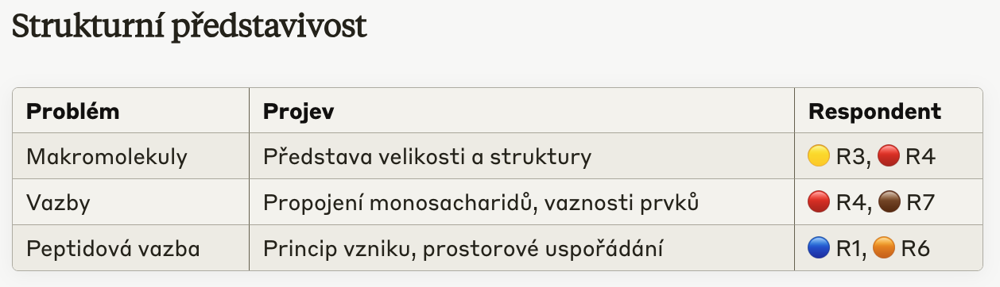 Strukturní představivost
Problém Projev Respondent
Makromolekuly Představa velikosti a struktury 🟡 R3, 🔴 R4
Vazby Propojení monosacharidů, vaznosti prvků 🔴 R4, 🟤 R7
Peptidová vazba Princip vzniku, prostorové uspořádání 🔵 R1, 🟠 R6